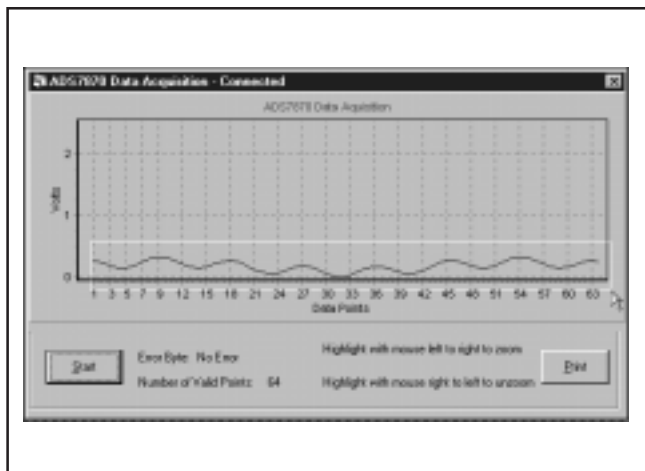 ADS7870 Data Acquisition - Connected
ADS7870 Data Acquisition
Volts
2
1
0
1 3 5 7 9 12 15 18 21 24 27 30 33 36 39 42 45 48 51 54 57 60 63
Data Points
Start
Error Byte: No Error
Number of Valid Points: 64
Highlight with mouse left to right to zoom
Highlight with mouse right to left to unzoom
Print